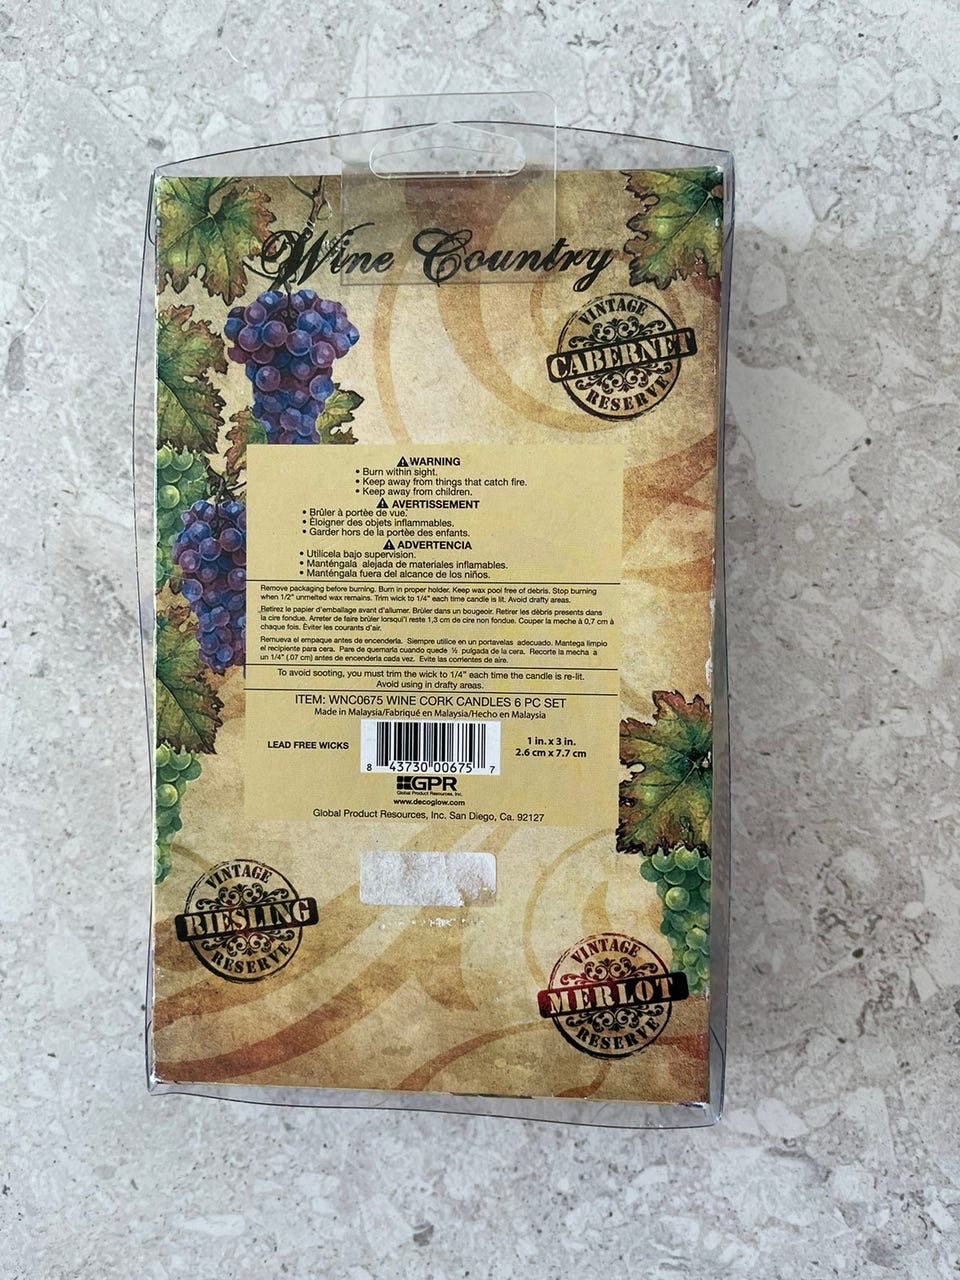 Wine Country
VINTAGE
CABERNET
RESERVE
WARNING
• Burn within sight.
• Keep away from things that catch fire.
• Keep away from children.
AVERTISSEMENT
• Brûler à portèe de vue.
• Èloigner des objets inflammables.
• Garder hors de la portèe des enfants.
ADVERTENCIA
• Utilícela bajo supervision.
• Manténgala alejada de materiales inflamables.
• Manténgala fuera del alcance de los niños.
Remove packaging before burning. Burn in proper holder. Keep wax pool free of debris. Stop burning
when 1/2" unmelted wax remains. Trim wick to 1/4" each time candle is lit. Avoid drafty areas.
Retirez le papier d'emballage avant d'allumer. Brûler dans un bougeoir. Retirer les dèbris presents dans
la cire fondue. Arreter de faire brûler lorsqu'l reste 1,3 cm de cire non fondue. Couper la meche à 0,7 cm à
chaque fois. Èviter les courants d'air.
Remueva el empaque antes de encenderla. Siempre utilice en un portavelas adecuado. Mantega limpio
el recipiente para cera. Pare de quemarla cuando quede ½ pulgada de la cera. Recorte la mecha a
un 1/4" (.07 cm) antes de encenderla cada vez. Evite las corrientes de aire.
To avoid sooting, you must trim the wick to 1/4" each time the candle is re-lit.
Avoid using in drafty areas.
ITEM: WNC0675 WINE CORK CANDLES 6 PC SET
Made in Malaysia/Fabriqué en Malaysia/Hecho en Malaysia
LEAD FREE WICKS
8 43730 00675 7
1 in. x 3 in.
2.6 cm x 7.7 cm
GPR
Global Product Resources, Inc.
www.decoglow.com
Global Product Resources, Inc. San Diego, Ca. 92127
VINTAGE
RIESLING
RESERVE
VINTAGE
MERLOT
RESERVE